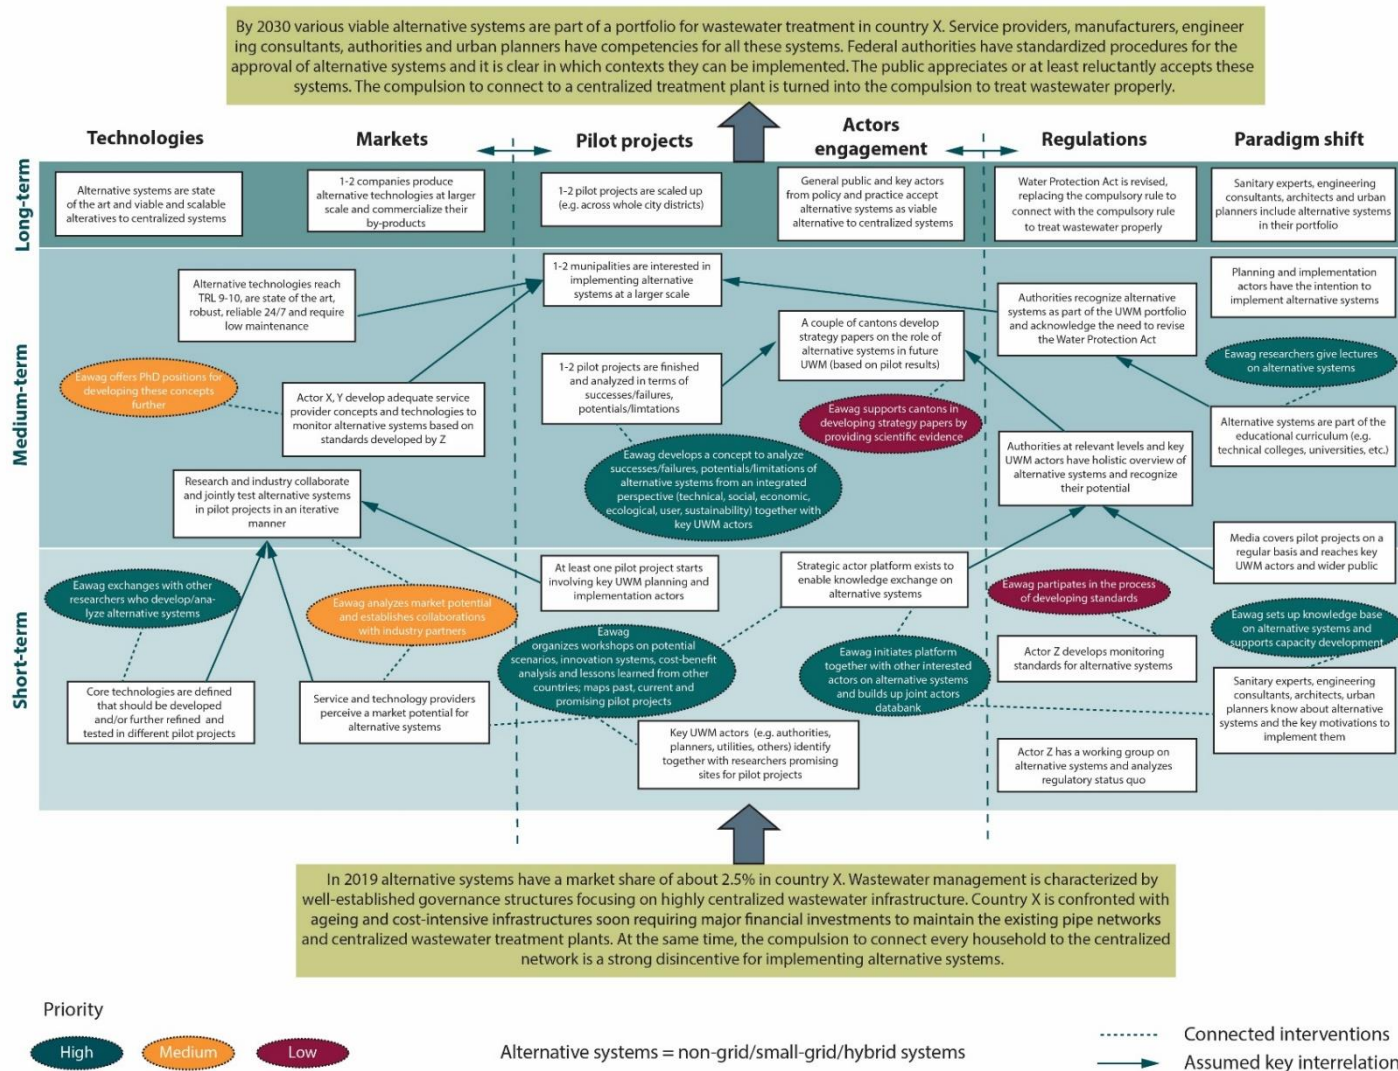 By 2030 various viable alternative systems are part of a portfolio for wastewater treatment in country X. Service providers, manufacturers, engineer
ing consultants, authorities and urban planners have competencies for all these systems. Federal authorities have standardized procedures for the
approval of alternative systems and it is clear in which contexts they can be implemented. The public appreciates or at least reluctantly accepts these
systems. The compulsion to connect to a centralized treatment plant is turned into the compulsion to treat wastewater properly.
Technologies
Markets
Pilot projects
Actors
engagement
Regulations
Paradigm shift
Long-term
Alternative systems are state
of the art and viable and scalable
alteratives to centralized systems
1-2 companies produce
alternative technologies at larger
scale and commercialize their
by-products
1-2 pilot projects are scaled up
(e.g. across whole city districts)
General public and key actors
from policy and practice accept
alternative systems as viable
alternative to centralized systems
Water Protection Act is revised,
replacing the compulsory rule to
connect with the compulsory rule
to treat wastewater properly
Sanitary experts, engineering
consultants, architects and urban
planners include alternative systems
in their portfolio
Medium-term
Alternative technologies reach
TRL 9-10, are state of the art,
robust, reliable 24/7 and require
low maintenance
1-2 munipalities are interested in
implementing alternative
systems at a larger scale
Authorities recognize alternative
systems as part of the UWM portfolio
and acknowledge the need to revise
the Water Protection Act
Planning and implementation
actors have the intention to
implement alternative systems
A couple of cantons develop
strategy papers on the role of
alternative systems in future
UWM (based on pilot results)
Eawag researchers give lectures
on alternative systems
Eawag offers PhD positions for
developing these concepts
further
Actor X, Y develop adequate service
provider concepts and technologies to
monitor alternative systems based on
standards developed by Z
1-2 pilot projects are finished
and analyzed in terms of
successes/failures,
potentials/limtations
Eawag supports cantons in
developing strategy papers by
providing scientific evidence
Alternative systems are part of the
educational curriculum (e.g.
technical colleges, universities, etc.)
Eawag develops a concept to analyze
successes/failures, potentials/limitations of
alternative systems from an integrated
perspective (technical, social, economic,
ecological, user, sustainability) together with
key UWM actors
Authorities at relevant levels and key
UWM actors have holistic overview of
alternative systems and recognize
their potential
Research and industry collaborate
and jointly test alternative systems
in pilot projects in an iterative
manner
Media covers pilot projects on a
regular basis and reaches key
UWM actors and wider public
Short-term
Eawag exchanges with other
researchers who develop/ana-
lyze alternative systems
Eawag analyzes market potential
and establishes collaborations
with industry partners
At least one pilot project starts
involving key UWM planning and
implementation actors
Strategic actor platform exists to
enable knowledge exchange on
alternative systems
Eawag partipates in the process
of developing standards
Eawag sets up knowledge base
on alternative systems and
supports capacity development
Eawag
organizes workshops on potential
scenarios, innovation systems, cost-benefit
analysis and lessons learned from other
countries; maps past, current and
promising pilot projects
Eawag initiates platform
together with other interested
actors on alternative systems
and builds up joint actors
databank
Actor Z develops monitoring
standards for alternative systems
Core technologies are defined
that should be developed
and/or further refined and
tested in different pilot projects
Service and technology providers
perceive a market potential for
alternative systems
Sanitary experts, engineering
consultants, architects, urban
planners know about alternative
systems and the key motivations to
implement them
Key UWM actors (e.g. authorities,
planners, utilities, others) identify
together with researchers promising
sites for pilot projects
Actor Z has a working group on
alternative systems and analyzes
regulatory status quo
In 2019 alternative systems have a market share of about 2.5% in country X. Wastewater management is characterized by
well-established governance structures focusing on highly centralized wastewater infrastructure. Country X is confronted with
ageing and cost-intensive infrastructures soon requiring major financial investments to maintain the existing pipe networks
and centralized wastewater treatment plants. At the same time, the compulsion to connect every household to the centralized
network is a strong disincentive for implementing alternative systems.
Priority
High
Medium
Low
Alternative systems = non-grid/small-grid/hybrid systems
Connected interventions
Assumed key interrelation